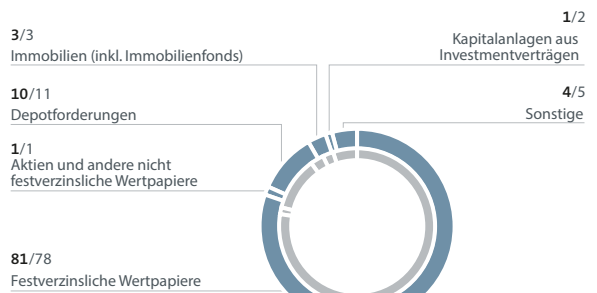 3/3
Immobilien (inkl. Immobilienfonds)
10/11
Depotforderungen
1/1
Aktien und andere nicht
festverzinsliche Wertpapiere
81/78
Festverzinsliche Wertpapiere
1/2
Kapitalanlagen aus
Investmentverträgen
4/5
Sonstige